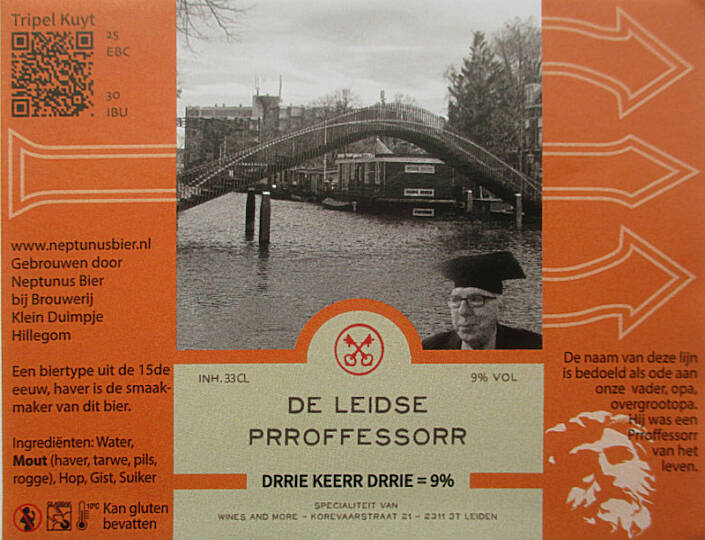 Tripel Kuyt
25
EBC
30
IBU
www.neptunusbier.nl
Gebrouwen door
Neptunus Bier
bij Brouwerij
Klein Duimpje
Hillegom
Een biertype uit de 15de
eeuw, haver is de smaak-
maker van dit bier.
Ingrediënten: Water,
Mout (haver, tarwe, pils,
rogge), Hop, Gist, Suiker
10°C
Kan gluten
bevatten
INH. 33CL
9% VOL
DE LEIDSE
PRROFFESSORR
DRRIE KEERR DRRIE = 9%
SPECIALITEIT VAN
WINES AND MORE - KOREVAARSTRAAT 21 - 2311 JT LEIDEN
De naam van deze lijn
is bedoeld als ode aan
onze vader, opa,
overgrootopa.
Hij was een
Prroffessorr
van het
leven.